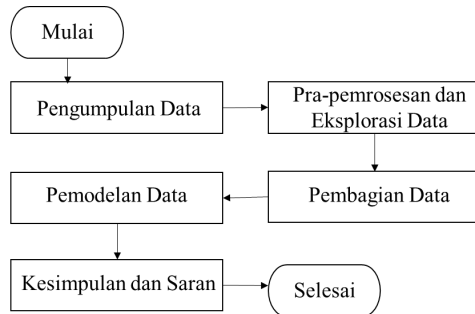 Mulai
Pengumpulan Data
Pra-pemrosesan dan
Eksplorasi Data
Pembagian Data
Pemodelan Data
Kesimpulan dan Saran
Selesai